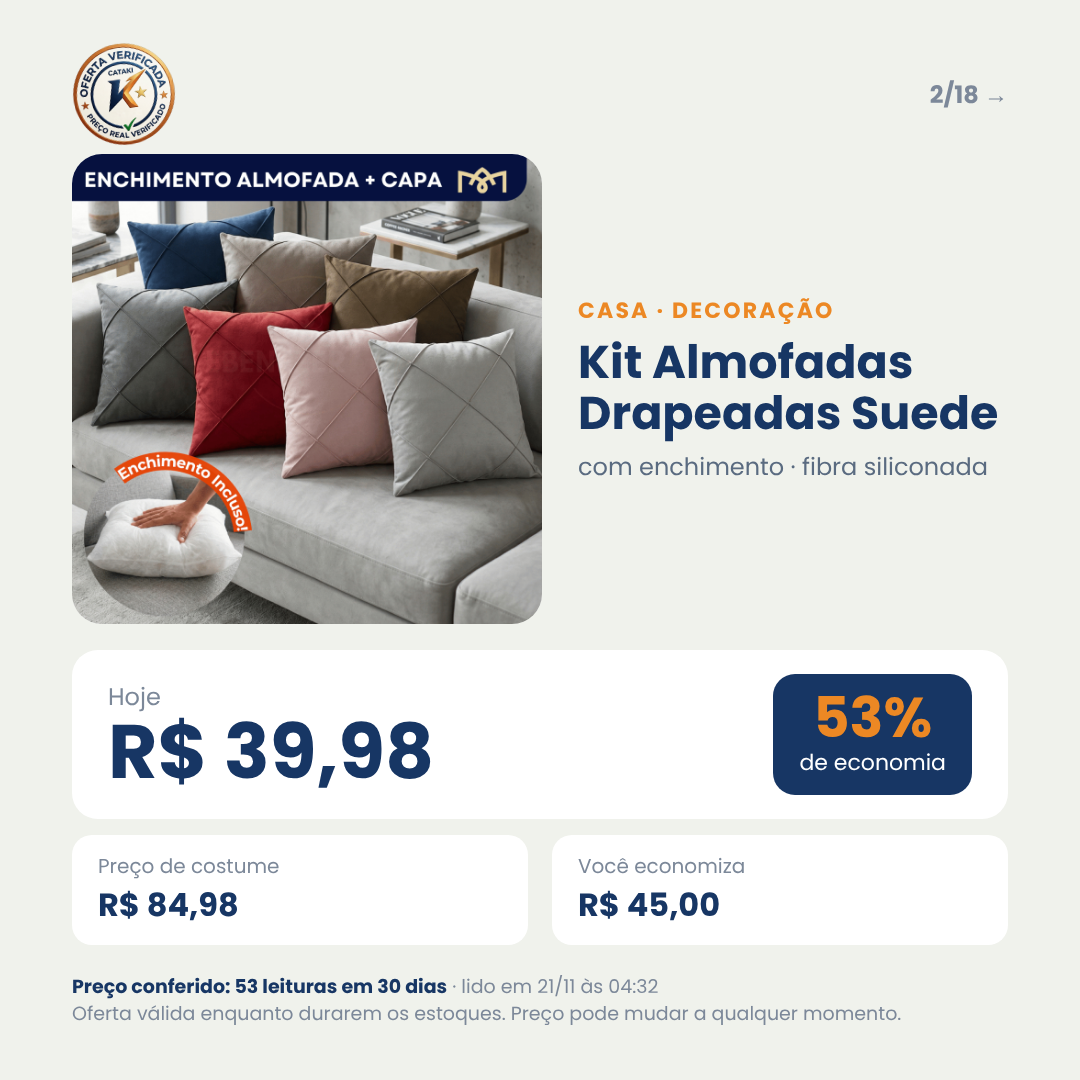 OFERTA VERIFICADA
CATAKI
PREÇO REAL VERIFICADO
2/18 →
ENCHIMENTO ALMOFADA + CAPA
Enchimento Incluso!
CASA · DECORAÇÃO
Kit Almofadas
Drapeadas Suede
com enchimento · fibra siliconada
Hoje
R$ 39,98
53%
de economia
Preço de costume
R$ 84,98
Você economiza
R$ 45,00
Preço conferido: 53 leituras em 30 dias · lido em 21/11 às 04:32
Oferta válida enquanto durarem os estoques. Preço pode mudar a qualquer momento.